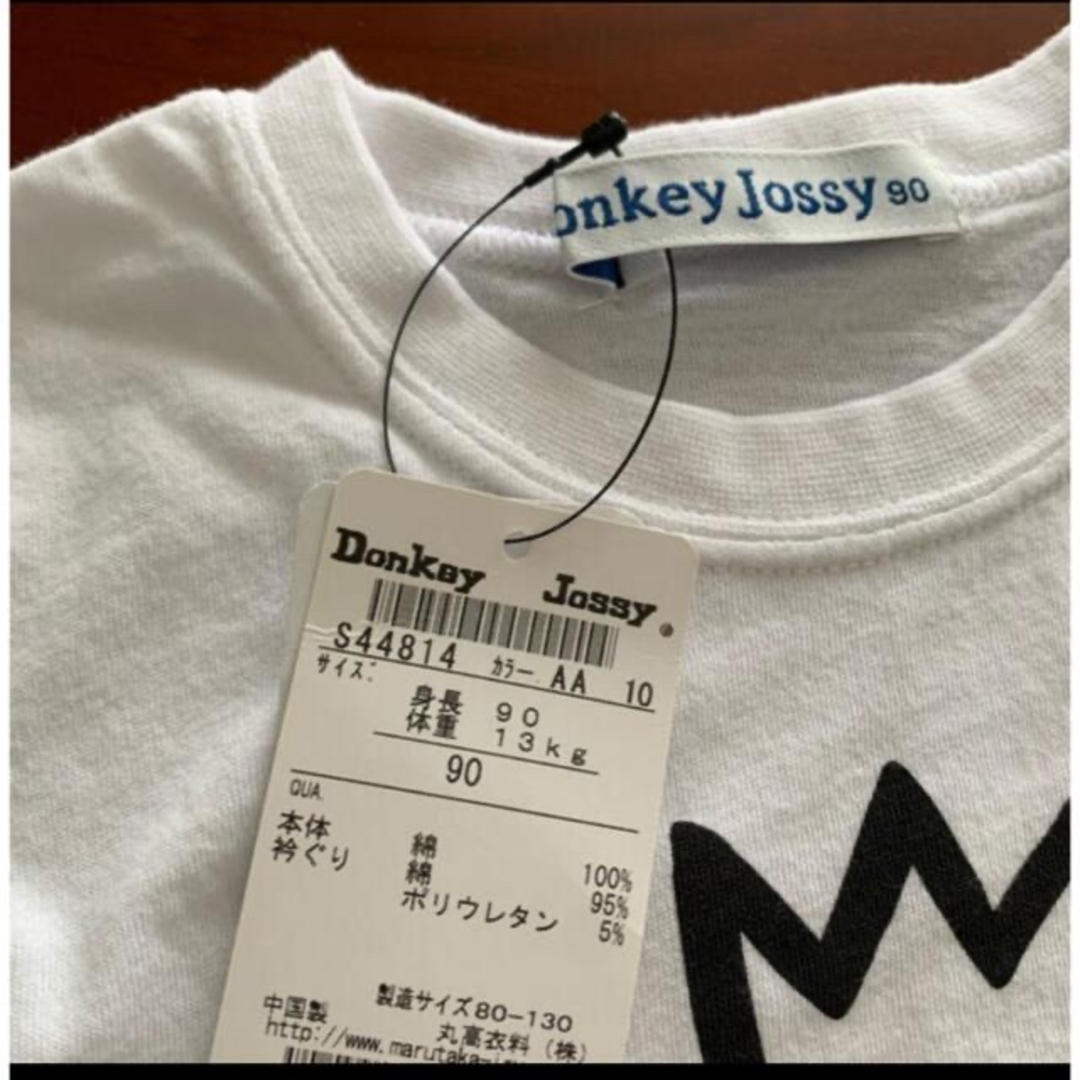 onkey Jossy 90
Donkey Jossy
S44814 カラー AA 10
サイズ:
身長 90
体重 13kg
90
QUA.
本体 綿 100%
衿ぐり 綿 95%
ポリウレタン 5%
製造サイズ80-130
中国製 丸高衣料(株)
http://www.marutaka-i